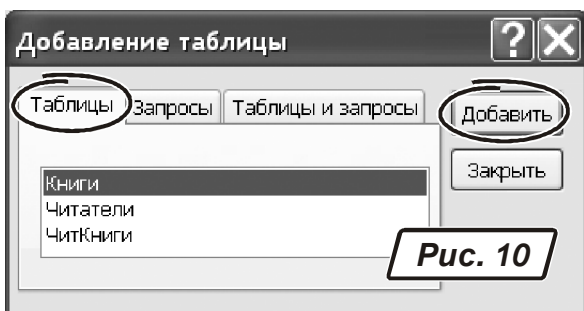 Добавление таблицы
Таблицы Запросы Таблицы и запросы Добавить
Закрыть
Книги
Читатели
ЧитКниги
Рис. 10